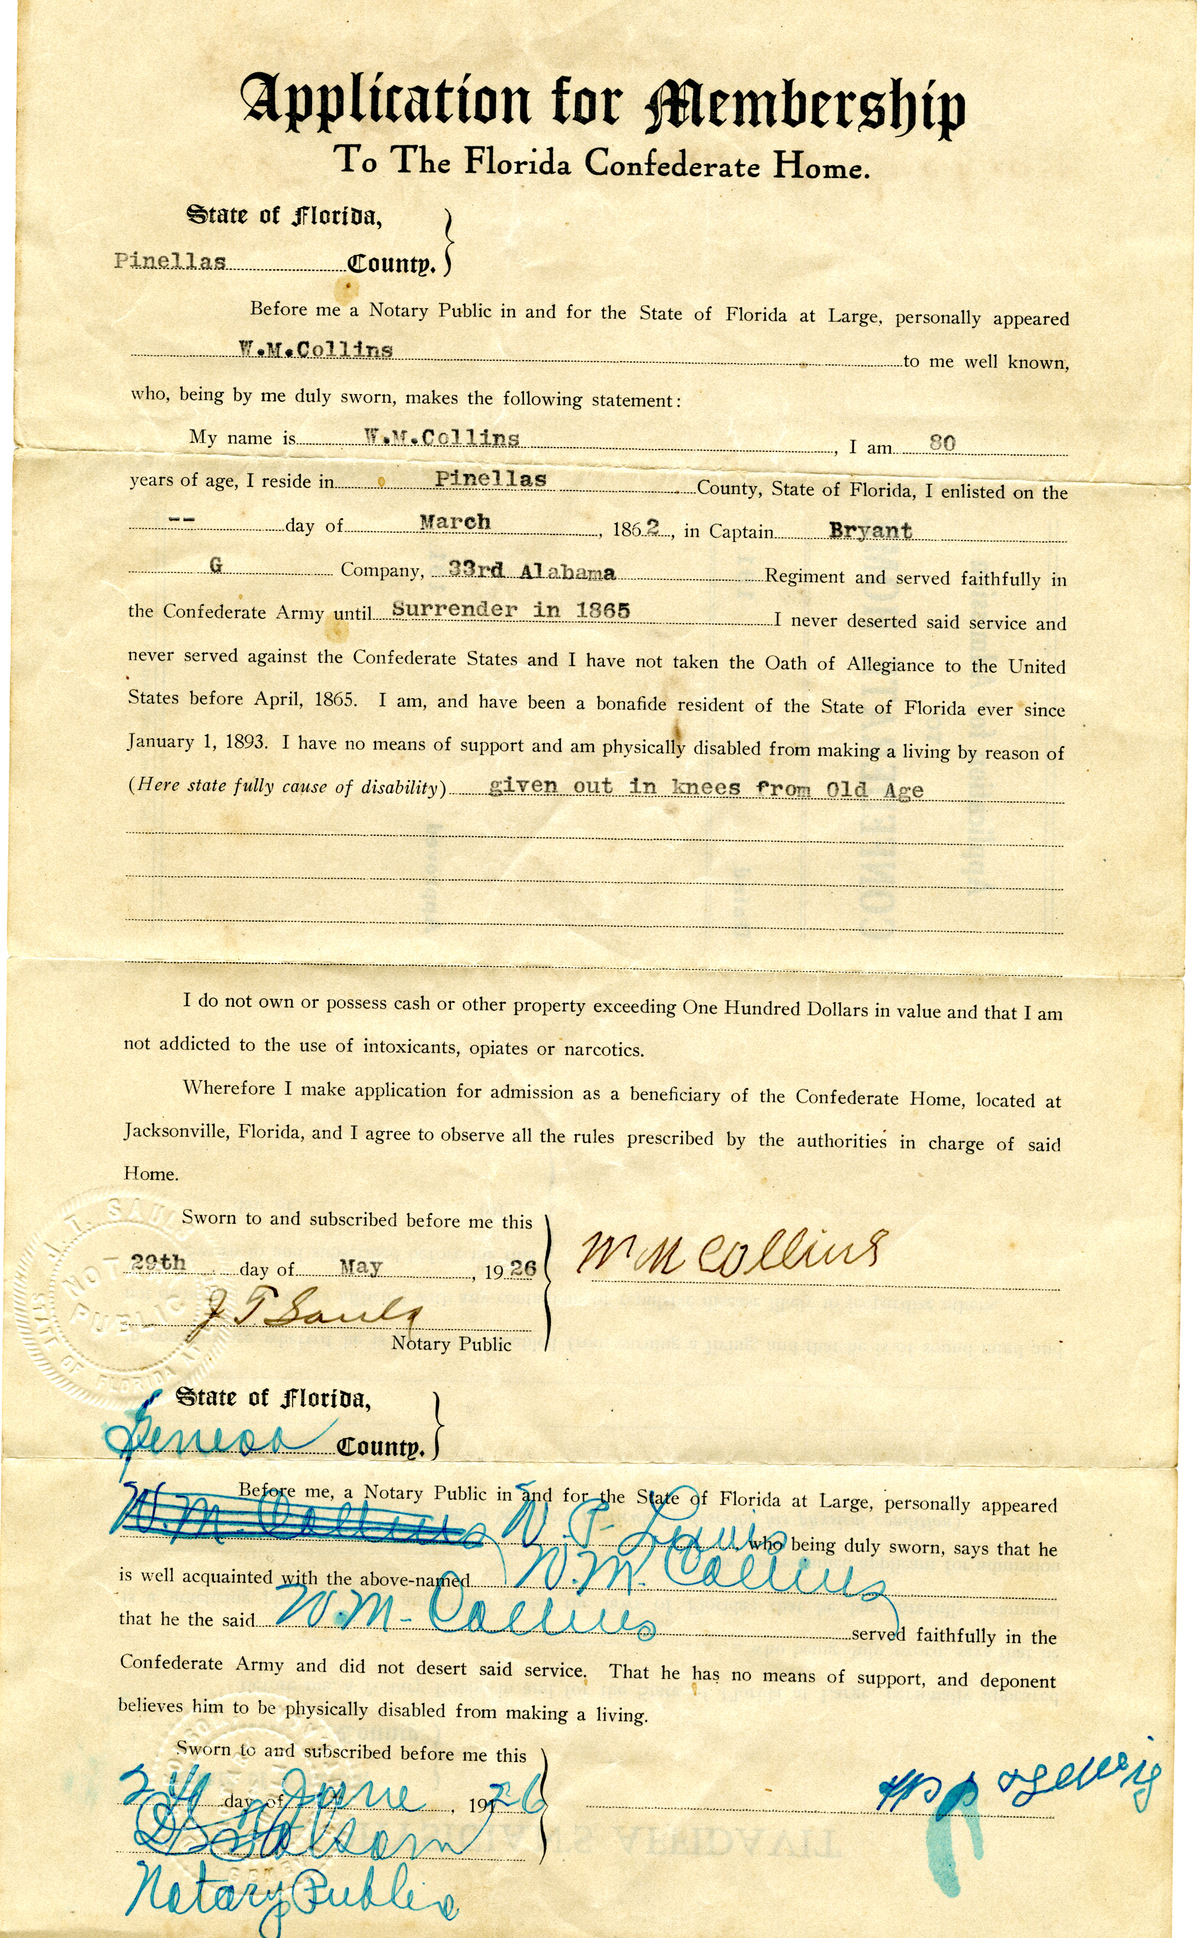 Application for Membership
To The Florida Confederate Home.
State of Florida,
Pinellas County.
Before me a Notary Public in and for the State of Florida at Large, personally appeared
W.M.Collins to me well known,
who, being by me duly sworn, makes the following statement:
My name is W.M.Collins, I am 80
years of age, I reside in Pinellas County, State of Florida, I enlisted on the
-- day of March, 1862, in Captain Bryant
G Company, 33rd Alabama Regiment and served faithfully in
the Confederate Army until Surrender in 1865 I never deserted said service and
never served against the Confederate States and I have not taken the Oath of Allegiance to the United
States before April, 1865. I am, and have been a bonafide resident of the State of Florida ever since
January 1, 1893. I have no means of support and am physically disabled from making a living by reason of
(Here state fully cause of disability) given out in knees from Old Age
I do not own or possess cash or other property exceeding One Hundred Dollars in value and that I am
not addicted to the use of intoxicants, opiates or narcotics.
Wherefore I make application for admission as a beneficiary of the Confederate Home, located at
Jacksonville, Florida, and I agree to observe all the rules prescribed by the authorities in charge of said
Home.
Sworn to and subscribed before me this
29th day of May, 1926
W M Collins
J T Sauls
Notary Public
NOTARY PUBLIC
STATE OF FLORIDA
State of Florida,
Geneva County.
Before me, a Notary Public in and for the State of Florida at Large, personally appeared
W. M. Collins W. P. Lewis who being duly sworn, says that he
is well acquainted with the above-named W. M. Collins
that he the said W. M. Collins served faithfully in the
Confederate Army and did not desert said service. That he has no means of support, and deponent
believes him to be physically disabled from making a living.
Sworn to and subscribed before me this
day of June, 1926
Notary Public